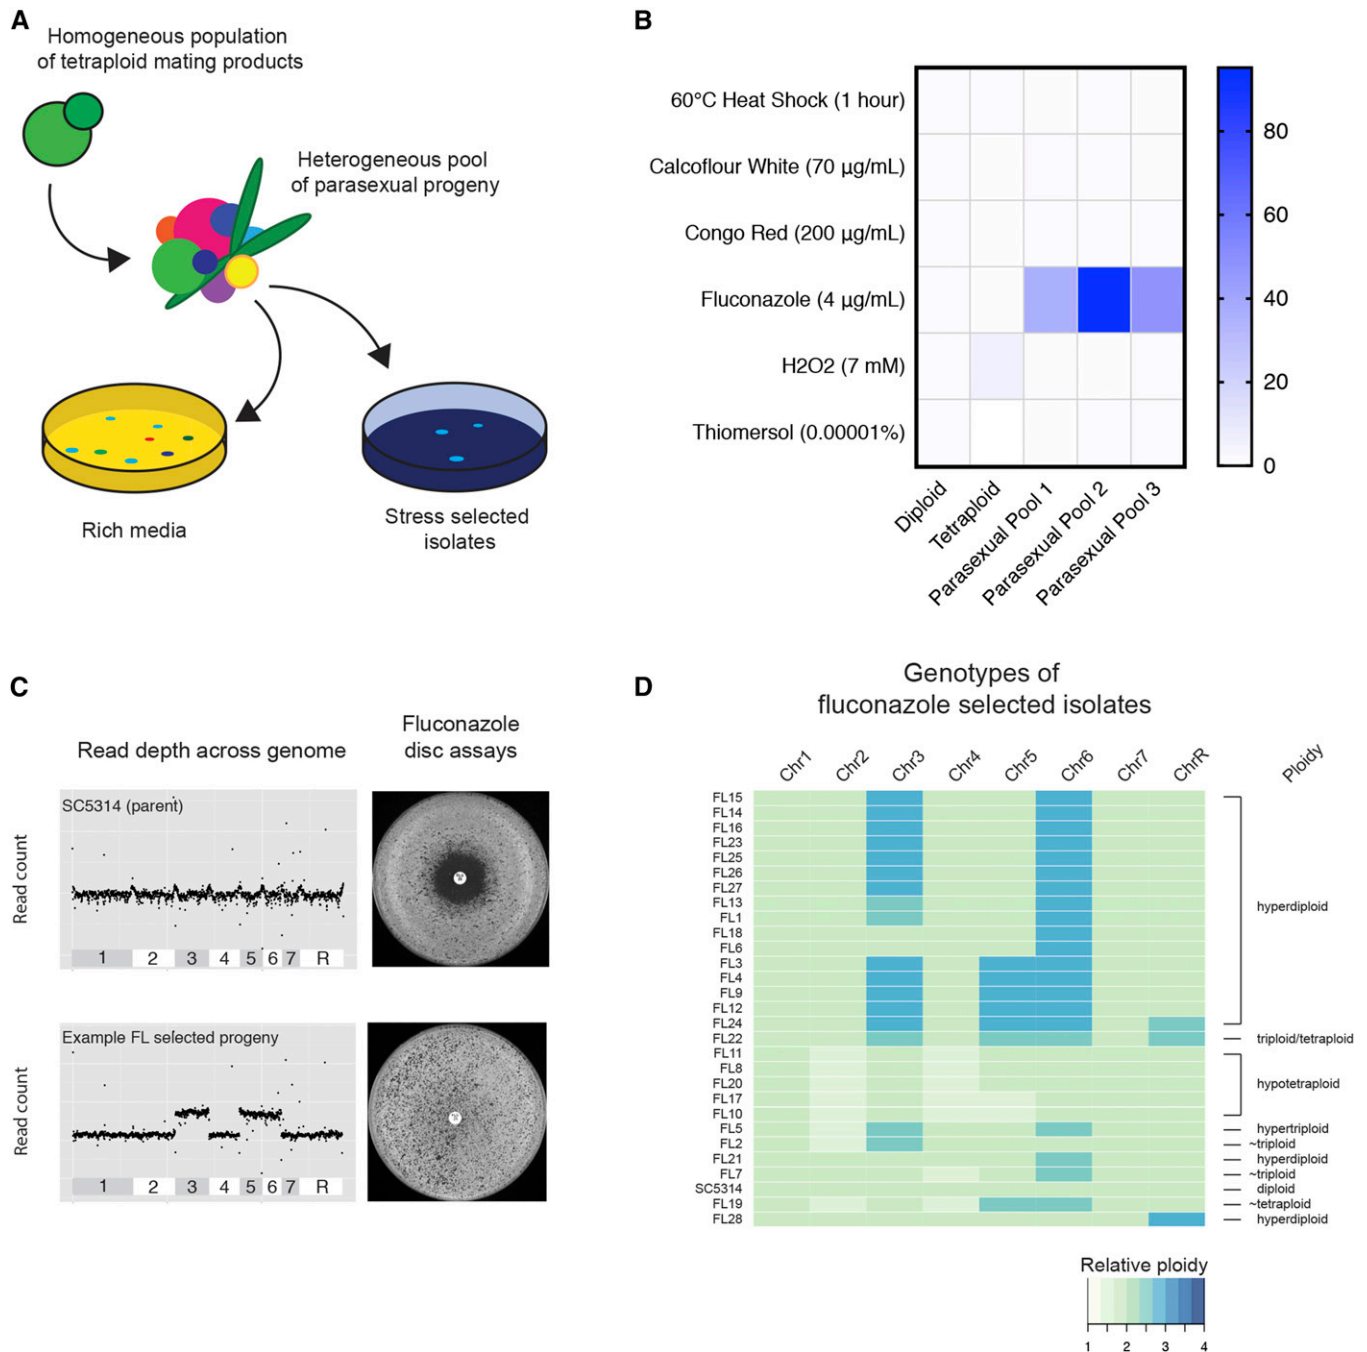 A
Homogeneous population
of tetraploid mating products
Heterogeneous pool
of parasexual progeny
Rich media
Stress selected
isolates
B
60°C Heat Shock (1 hour)
Calcoflour White (70 µg/mL)
Congo Red (200 µg/mL)
Fluconazole (4 µg/mL)
H2O2 (7 mM)
Thiomersol (0.00001%)
80
60
40
20
0
Diploid
Tetraploid
Parasexual Pool 1
Parasexual Pool 2
Parasexual Pool 3
C
Read depth across genome
Fluconazole
disc assays
Read count
SC5314 (parent)
1 2 3 4 5 6 7 R
Read count
Example FL selected progeny
1 2 3 4 5 6 7 R
D
Genotypes of
fluconazole selected isolates
Chr1 Chr2 Chr3 Chr4 Chr5 Chr6 Chr7 ChrR Ploidy
FL15
FL14
FL16
FL23
FL25
FL26
FL27
FL13
FL1
FL18
FL6
FL3
FL4
FL9
FL12
FL24
FL22
FL11
FL8
FL20
FL17
FL10
FL5
FL2
FL21
FL7
SC5314
FL19
FL28
hyperdiploid
triploid/tetraploid
hypotetraploid
hypertriploid
~triploid
hyperdiploid
~triploid
diploid
~tetraploid
hyperdiploid
Relative ploidy
1 2 3 4